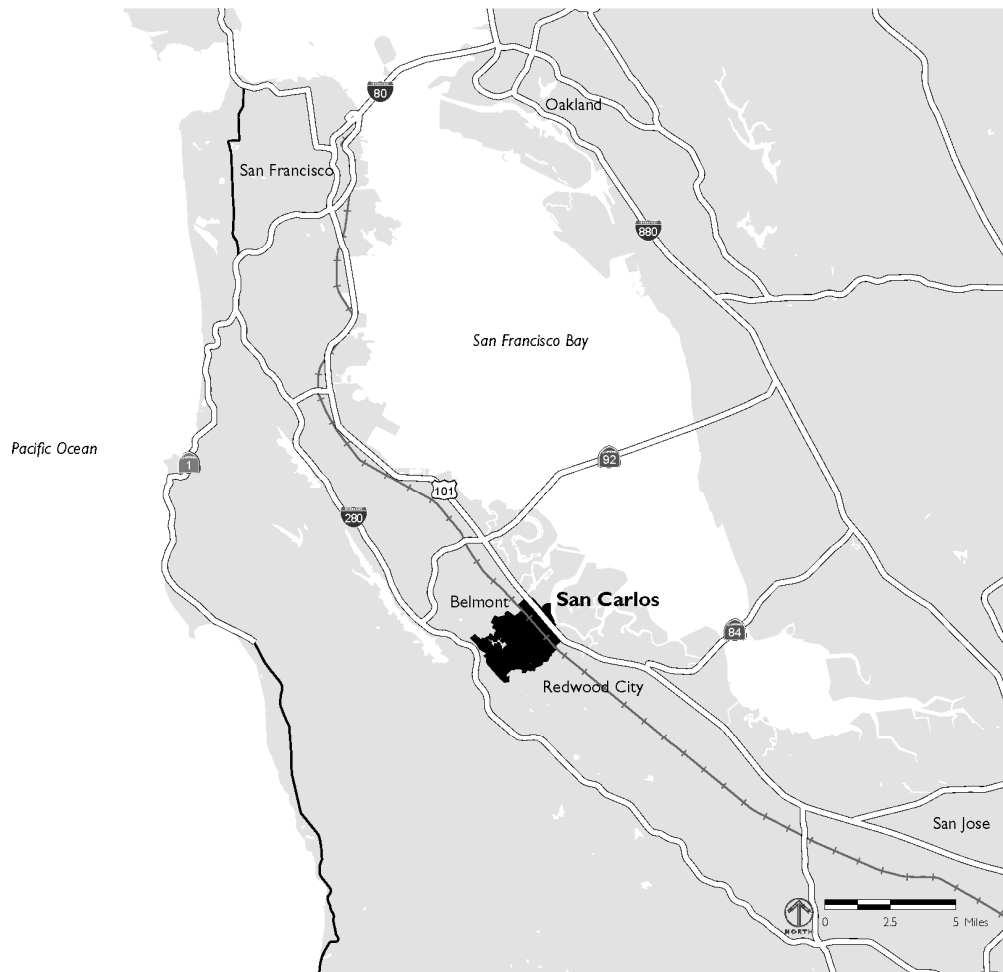 80
Oakland
San Francisco
880
San Francisco Bay
Pacific Ocean
92
1
101
280
Belmont
San Carlos
84
Redwood City
San Jose
NORTH
0 2.5 5 Miles